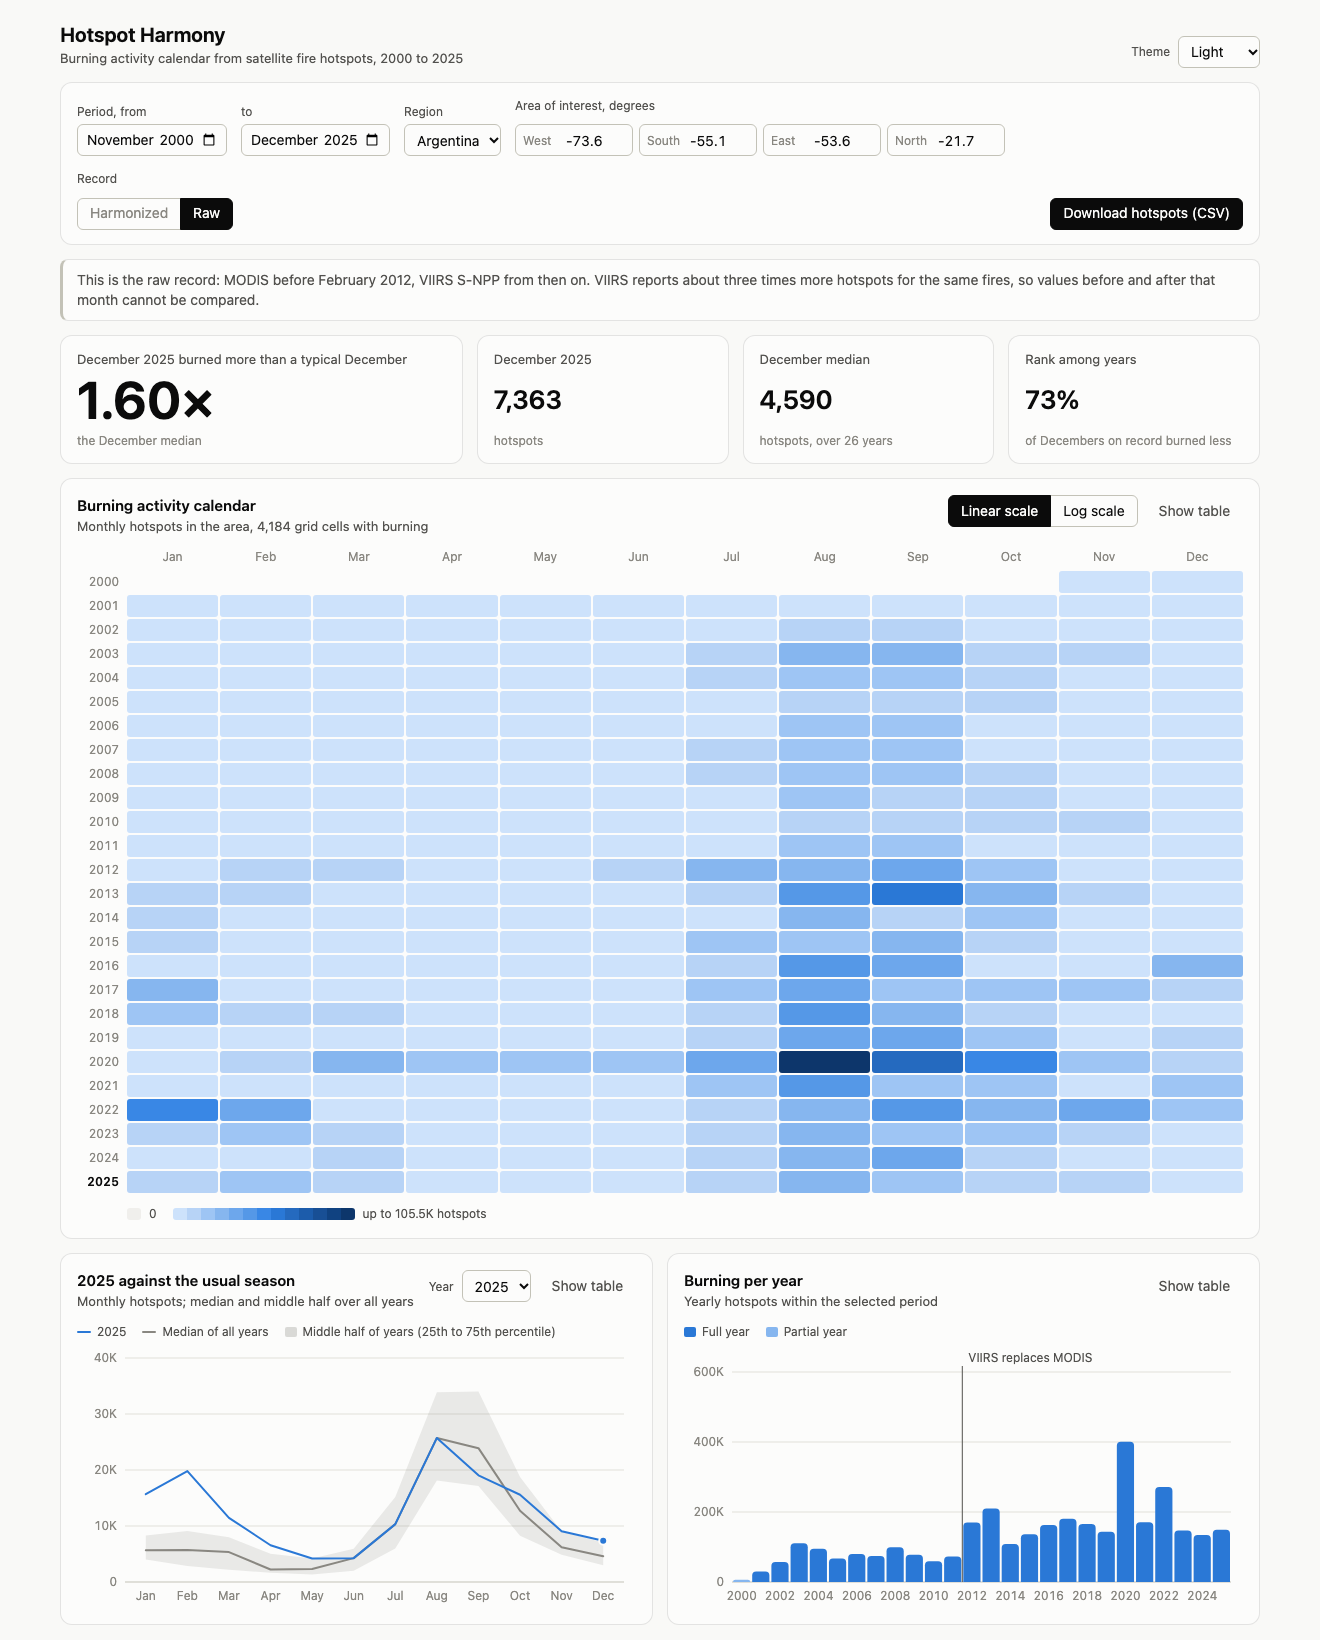 Hotspot Harmony
Burning activity calendar from satellite fire hotspots, 2000 to 2025
Theme Light
Period, from to Region Area of interest, degrees
November 2000 December 2025 Argentina West -73.6 South -55.1 East -53.6 North -21.7
Record
Harmonized Raw Download hotspots (CSV)
This is the raw record: MODIS before February 2012, VIIRS S-NPP from then on. VIIRS reports about three times more hotspots for the same fires, so values before and after that
month cannot be compared.
December 2025 burned more than a typical December
1.60×
the December median
December 2025
7,363
hotspots
December median
4,590
hotspots, over 26 years
Rank among years
73%
of Decembers on record burned less
Burning activity calendar
Monthly hotspots in the area, 4,184 grid cells with burning
Linear scale Log scale Show table
Jan Feb Mar Apr May Jun Jul Aug Sep Oct Nov Dec
2000
2001
2002
2003
2004
2005
2006
2007
2008
2009
2010
2011
2012
2013
2014
2015
2016
2017
2018
2019
2020
2021
2022
2023
2024
2025
0 up to 105.5K hotspots
2025 against the usual season
Monthly hotspots; median and middle half over all years
Year 2025 Show table
2025 Median of all years Middle half of years (25th to 75th percentile)
40K
30K
20K
10K
0
Jan Feb Mar Apr May Jun Jul Aug Sep Oct Nov Dec
Burning per year
Yearly hotspots within the selected period
Show table
Full year Partial year
VIIRS replaces MODIS
600K
400K
200K
0
2000 2002 2004 2006 2008 2010 2012 2014 2016 2018 2020 2022 2024